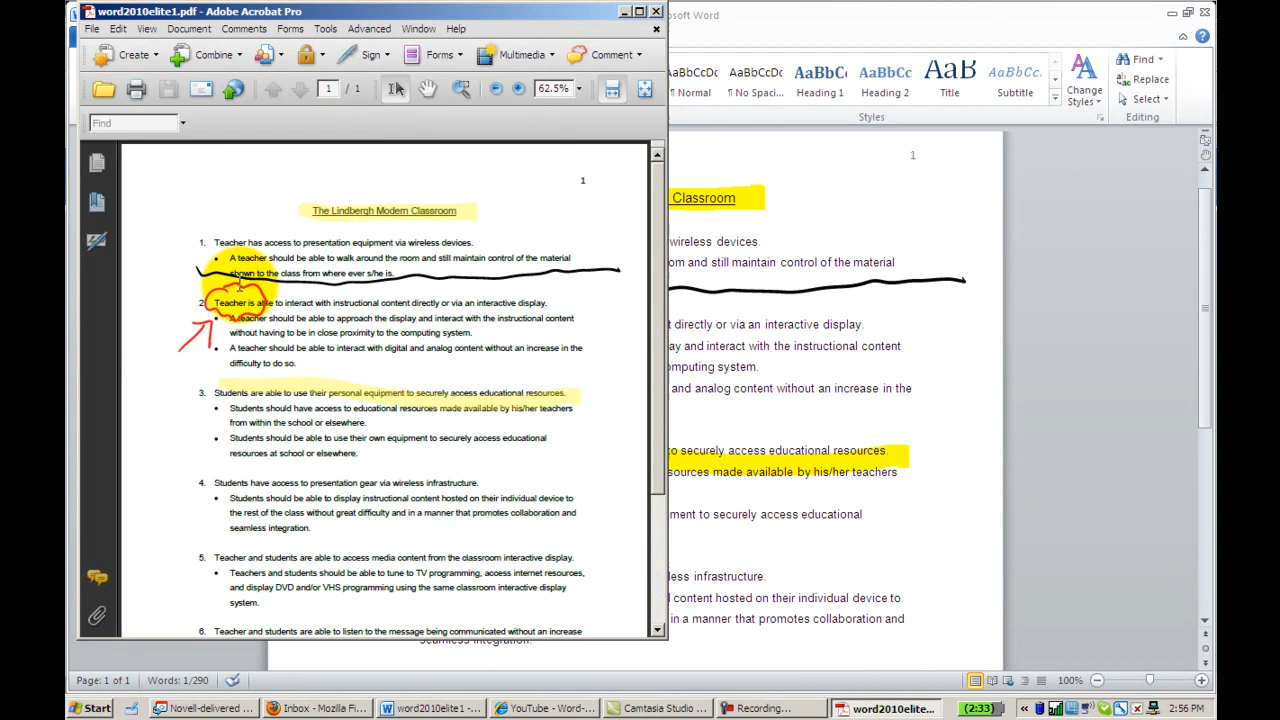 word2010elite1.pdf - Adobe Acrobat Pro
File Edit View Document Comments Forms Tools Advanced Window Help
Create Combine Sign Forms Multimedia Comment
1 / 1 62.5%
Find
1
The Lindbergh Modern Classroom
1. Teacher has access to presentation equipment via wireless devices.
• A teacher should be able to walk around the room and still maintain control of the material
shown to the class from where ever s/he is.
2 Teacher is able to interact with instructional content directly or via an interactive display.
• A teacher should be able to approach the display and interact with the instructional content
without having to be in close proximity to the computing system.
• A teacher should be able to interact with digital and analog content without an increase in the
difficulty to do so.
3. Students are able to use their personal equipment to securely access educational resources.
• Students should have access to educational resources made available by his/her teachers
from within the school or elsewhere.
• Students should be able to use their own equipment to securely access educational
resources at school or elsewhere.
4. Students have access to presentation gear via wireless infrastructure.
• Students should be able to display instructional content hosted on their individual device to
the rest of the class without great difficulty and in a manner that promotes collaboration and
seamless integration.
5. Teacher and students are able to access media content from the classroom interactive display.
• Teachers and students should be able to tune to TV programming, access internet resources,
and display DVD and/or VHS programming using the same classroom interactive display
system.
6. Teacher and students are able to listen to the message being communicated without an increase
osoft Word
AaBbCcDc AaBbCcDc AaBbC AaBbCc AaB AaBbCc
¶ Normal ¶ No Spaci... Heading 1 Heading 2 Title Subtitle
Change
Styles
Find
Replace
Select
Styles Editing
1
Classroom
wireless devices.
om and still maintain control of the material
t directly or via an interactive display.
lay and interact with the instructional content
omputing system.
and analog content without an increase in the
to securely access educational resources.
sources made available by his/her teachers
ment to securely access educational
less infrastructure.
l content hosted on their individual device to
in a manner that promotes collaboration and
seamless integration.
Page: 1 of 1 Words: 1/290 100%
Start Novell-delivered ... Inbox - Mozilla Fi... word2010elite1 -... YouTube - Word-... Camtasia Studio ... Recording... word2010elite... (2:33) 2:56 PM